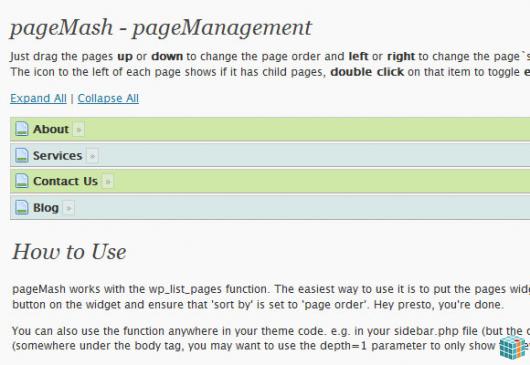 pageMash - pageManagement
Just drag the pages up or down to change the page order and left or right to change the page`s
The icon to the left of each page shows if it has child pages, double click on that item to toggle
Expand All | Collapse All
About »
Services »
Contact Us »
Blog »
How to Use
pageMash works with the wp_list_pages function. The easiest way to use it is to put the pages
button on the widget and ensure that 'sort by' is set to 'page order'. Hey presto, you're done.
You can also use the function anywhere in your theme code. e.g. in your sidebar.php file (but the
(somewhere under the body tag, you may want to use the depth=1 parameter to only show